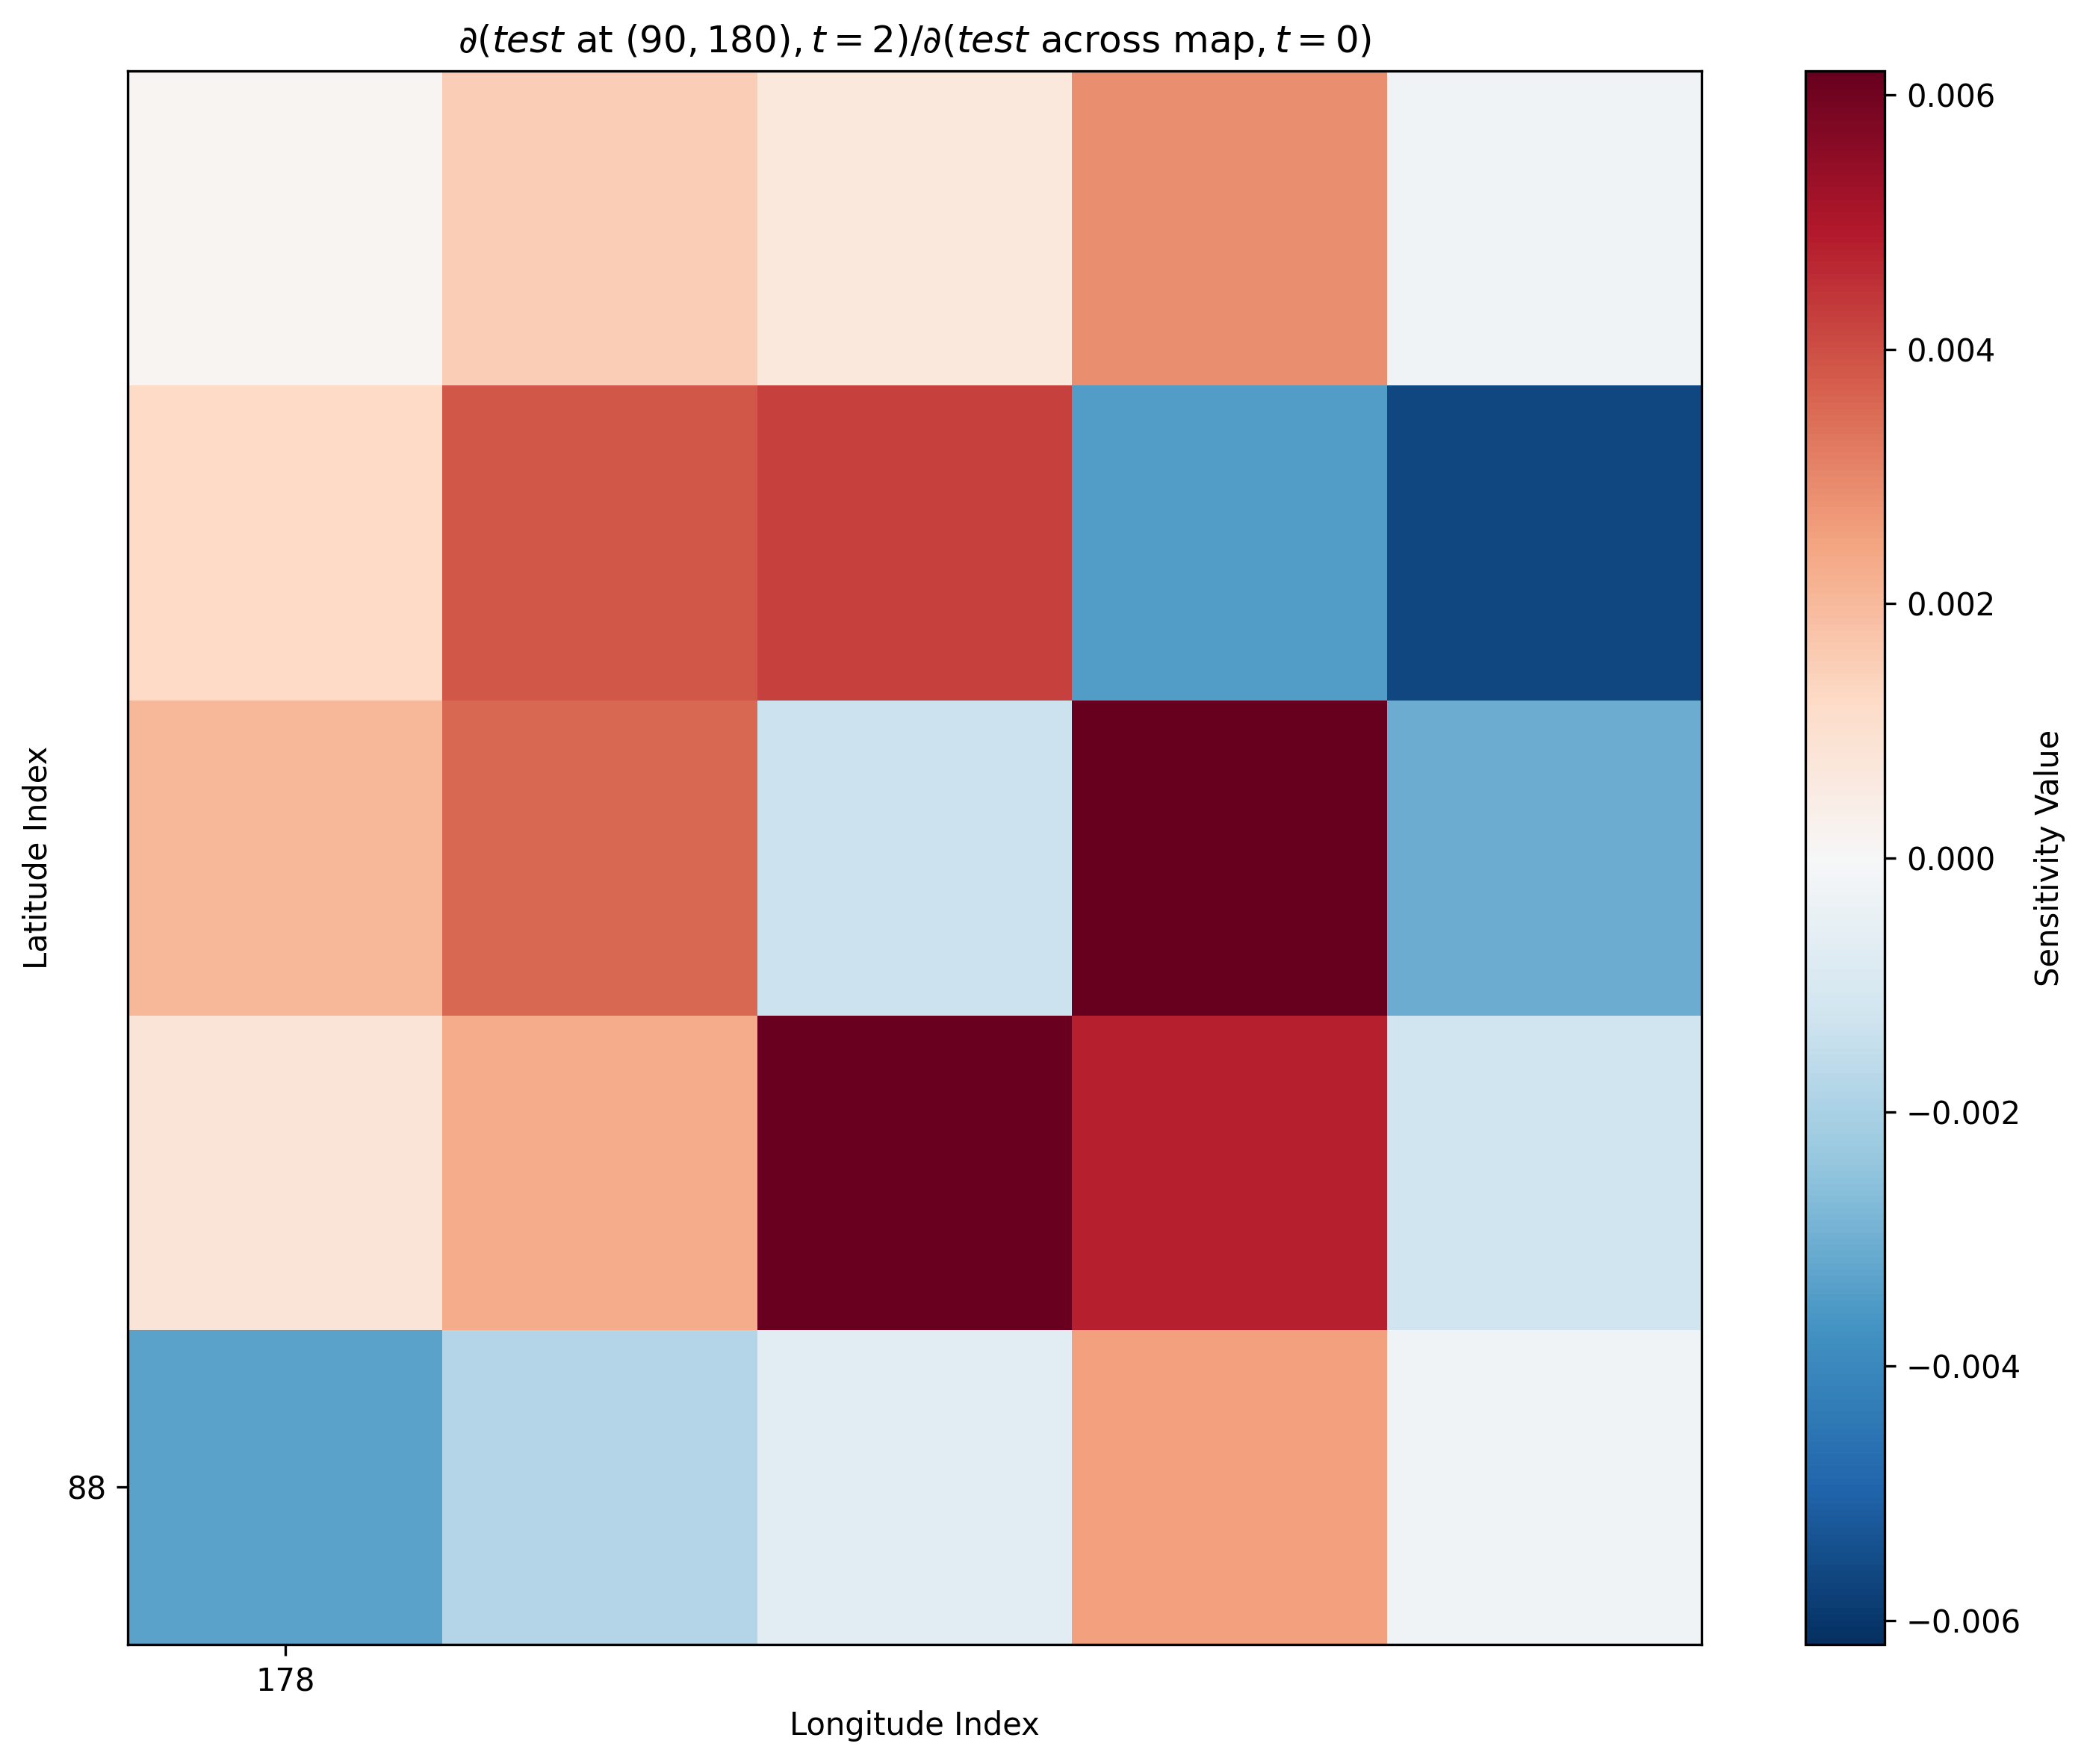 ∂(test at (90, 180), t = 2)/∂(test across map, t = 0)
0.006
0.004
0.002
0.000
−0.002
−0.004
−0.006
Sensitivity Value
Latitude Index
88
178
Longitude Index